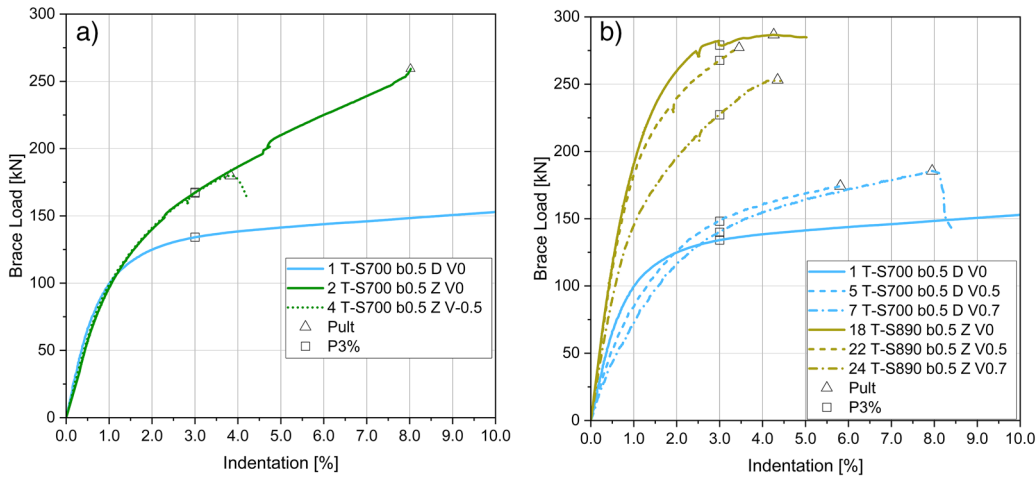 a)
300
250
200
150
100
50
0
Brace Load [kN]
1 T-S700 b0.5 D V0
2 T-S700 b0.5 Z V0
4 T-S700 b0.5 Z V-0.5
Pult
P3%
0.0 1.0 2.0 3.0 4.0 5.0 6.0 7.0 8.0 9.0 10.0
Indentation [%]
b)
300
250
200
150
100
50
0
Brace Load [kN]
1 T-S700 b0.5 D V0
5 T-S700 b0.5 D V0.5
7 T-S700 b0.5 D V0.7
18 T-S890 b0.5 Z V0
22 T-S890 b0.5 Z V0.5
24 T-S890 b0.5 Z V0.7
Pult
P3%
0.0 1.0 2.0 3.0 4.0 5.0 6.0 7.0 8.0 9.0 10.0
Indentation [%]